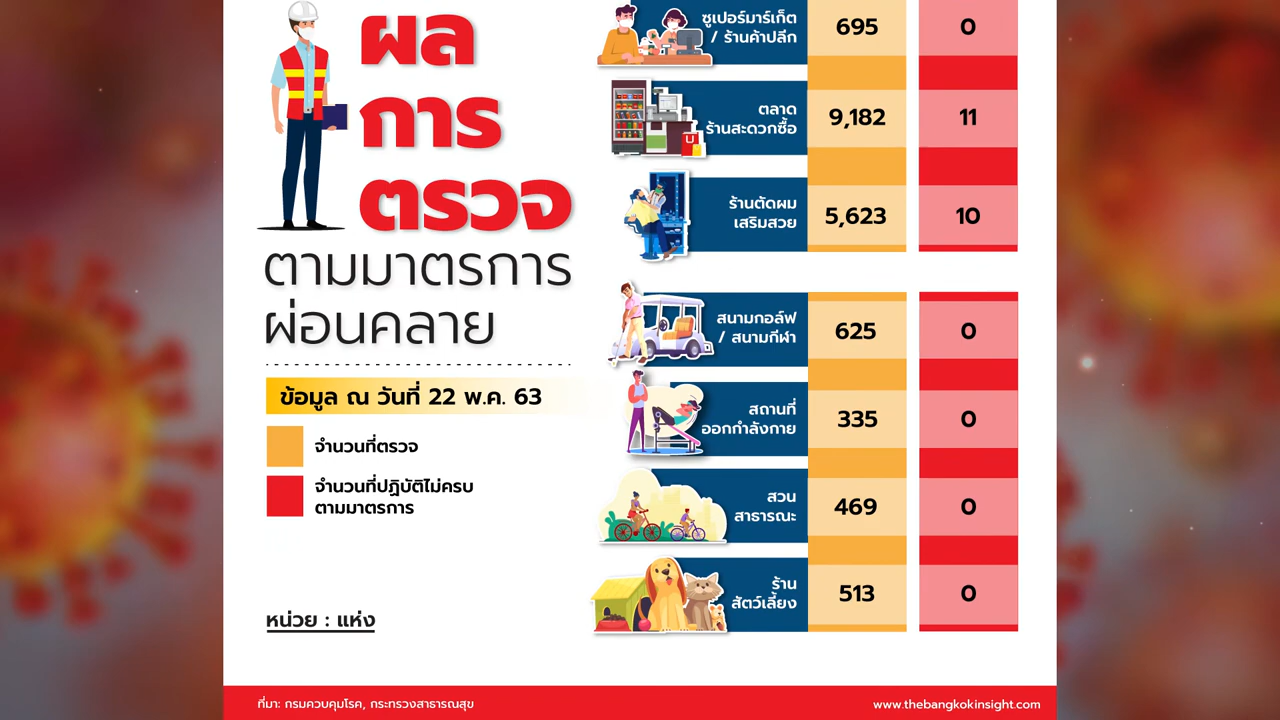 ผล
การ
ตรวจ
ตามมาตรการ
ผ่อนคลาย
ข้อมูล ณ วันที่ 22 พ.ค. 63
จำนวนที่ตรวจ
จำนวนที่ปฏิบัติไม่ครบ
ตามมาตรการ
หน่วย : แห่ง
ซูเปอร์มาร์เก็ต
/ ร้านค้าปลีก
695
0
ตลาด
ร้านสะดวกซื้อ
9,182
11
ร้านตัดผม
เสริมสวย
5,623
10
สนามกอล์ฟ
/ สนามกีฬา
625
0
สถานที่
ออกกำลังกาย
335
0
สวน
สาธารณะ
469
0
ร้าน
สัตว์เลี้ยง
513
0
ที่มา: กรมควบคุมโรค, กระทรวงสาธารณสุข
www.thebangkokinsight.com